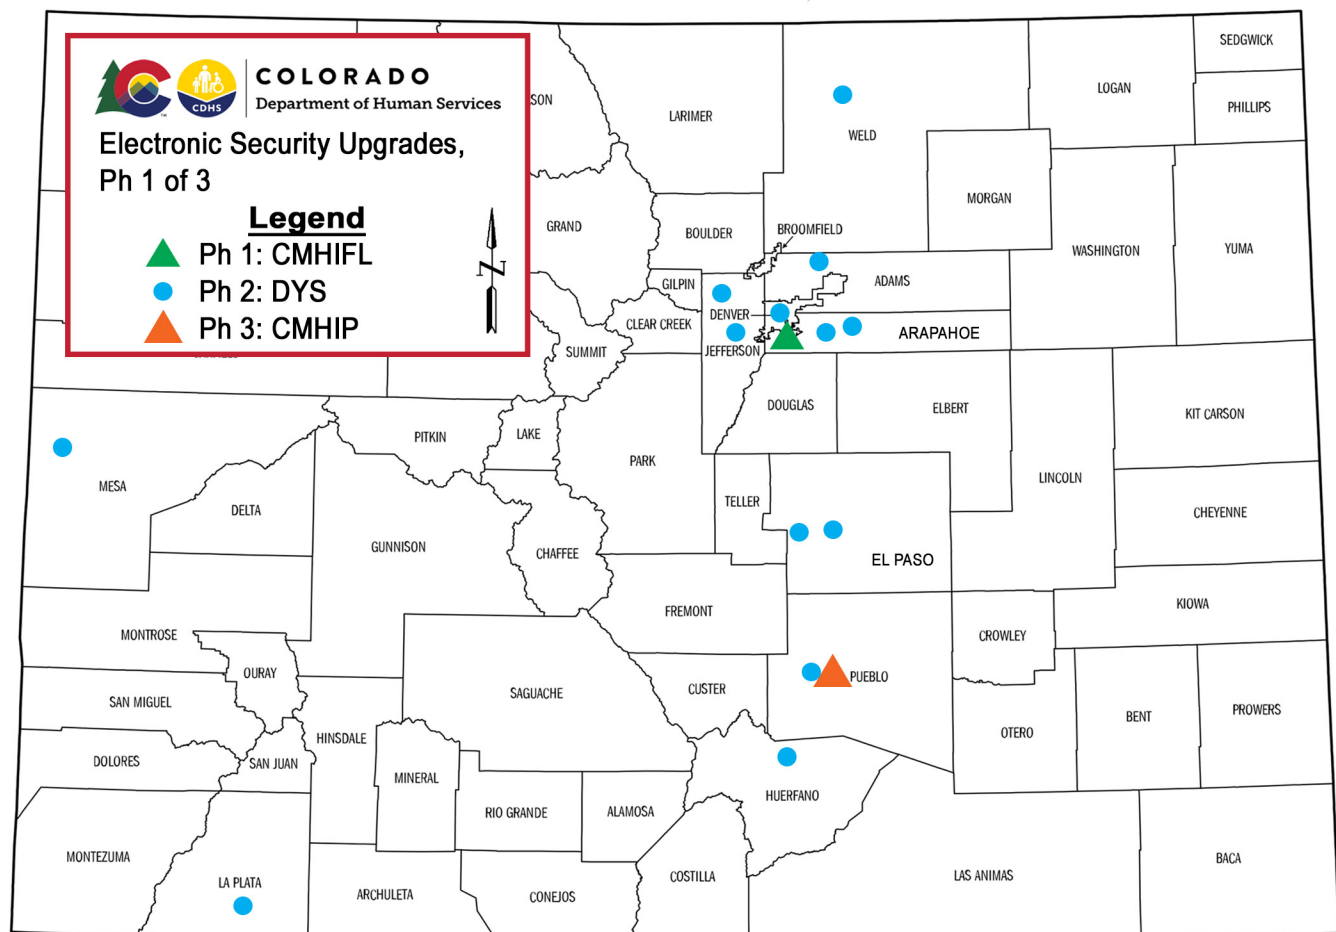 COLORADO
CDHS
Department of Human Services
Electronic Security Upgrades,
Ph 1 of 3
Legend
Ph 1: CMHIFL
Ph 2: DYS
Ph 3: CMHIP
N
SON
LARIMER
WELD
LOGAN
SEDGWICK
PHILLIPS
MORGAN
WASHINGTON
YUMA
GRAND
BOULDER
BROOMFIELD
GILPIN
ADAMS
CLEAR CREEK
DENVER
ARAPAHOE
SUMMIT
JEFFERSON
DOUGLAS
ELBERT
KIT CARSON
PITKIN
LAKE
PARK
MESA
DELTA
TELLER
LINCOLN
CHEYENNE
GUNNISON
CHAFFEE
EL PASO
FREMONT
KIOWA
MONTROSE
CROWLEY
OURAY
SAGUACHE
CUSTER
PUEBLO
SAN MIGUEL
HINSDALE
OTERO
BENT
PROWERS
DOLORES
SAN JUAN
MINERAL
HUERFANO
RIO GRANDE
ALAMOSA
MONTEZUMA
LA PLATA
ARCHULETA
CONEJOS
COSTILLA
LAS ANIMAS
BACA